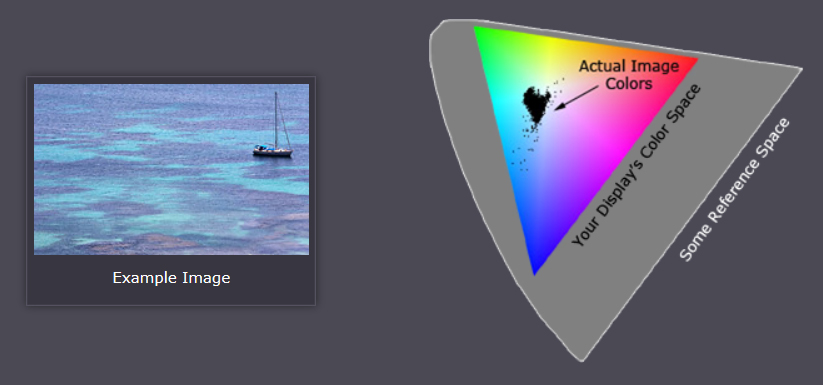 Example Image
Actual Image
Colors
Your Display's Color Space
Some Reference Space